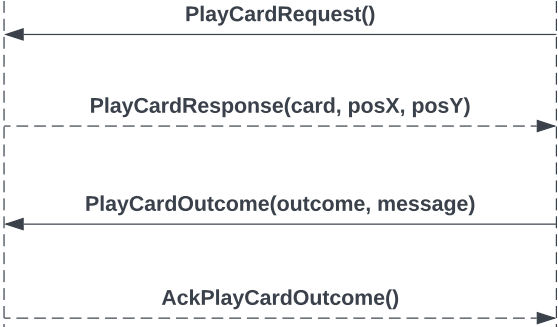 PlayCardRequest()
PlayCardResponse(card, posX, posY)
PlayCardOutcome(outcome, message)
AckPlayCardOutcome()